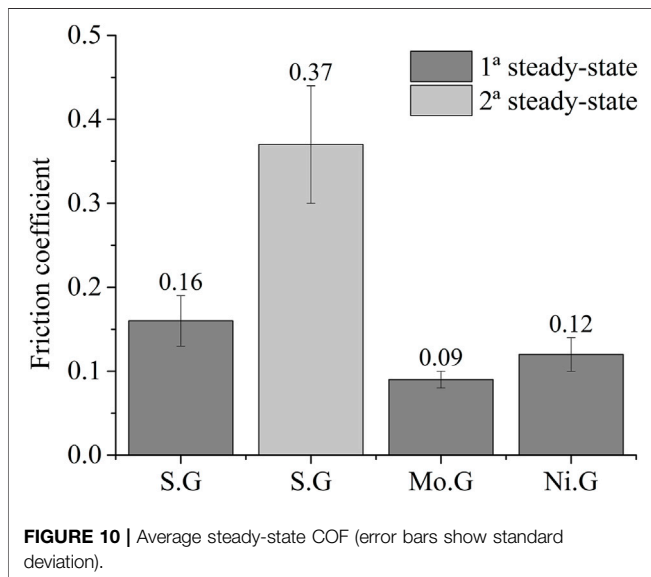 0.5
0.4
0.3
0.2
0.1
0.0
Friction coefficient
1ª steady-state
2ª steady-state
0.16
0.37
0.09
0.12
S.G S.G Mo.G Ni.G
FIGURE 10 | Average steady-state COF (error bars show standard
deviation).